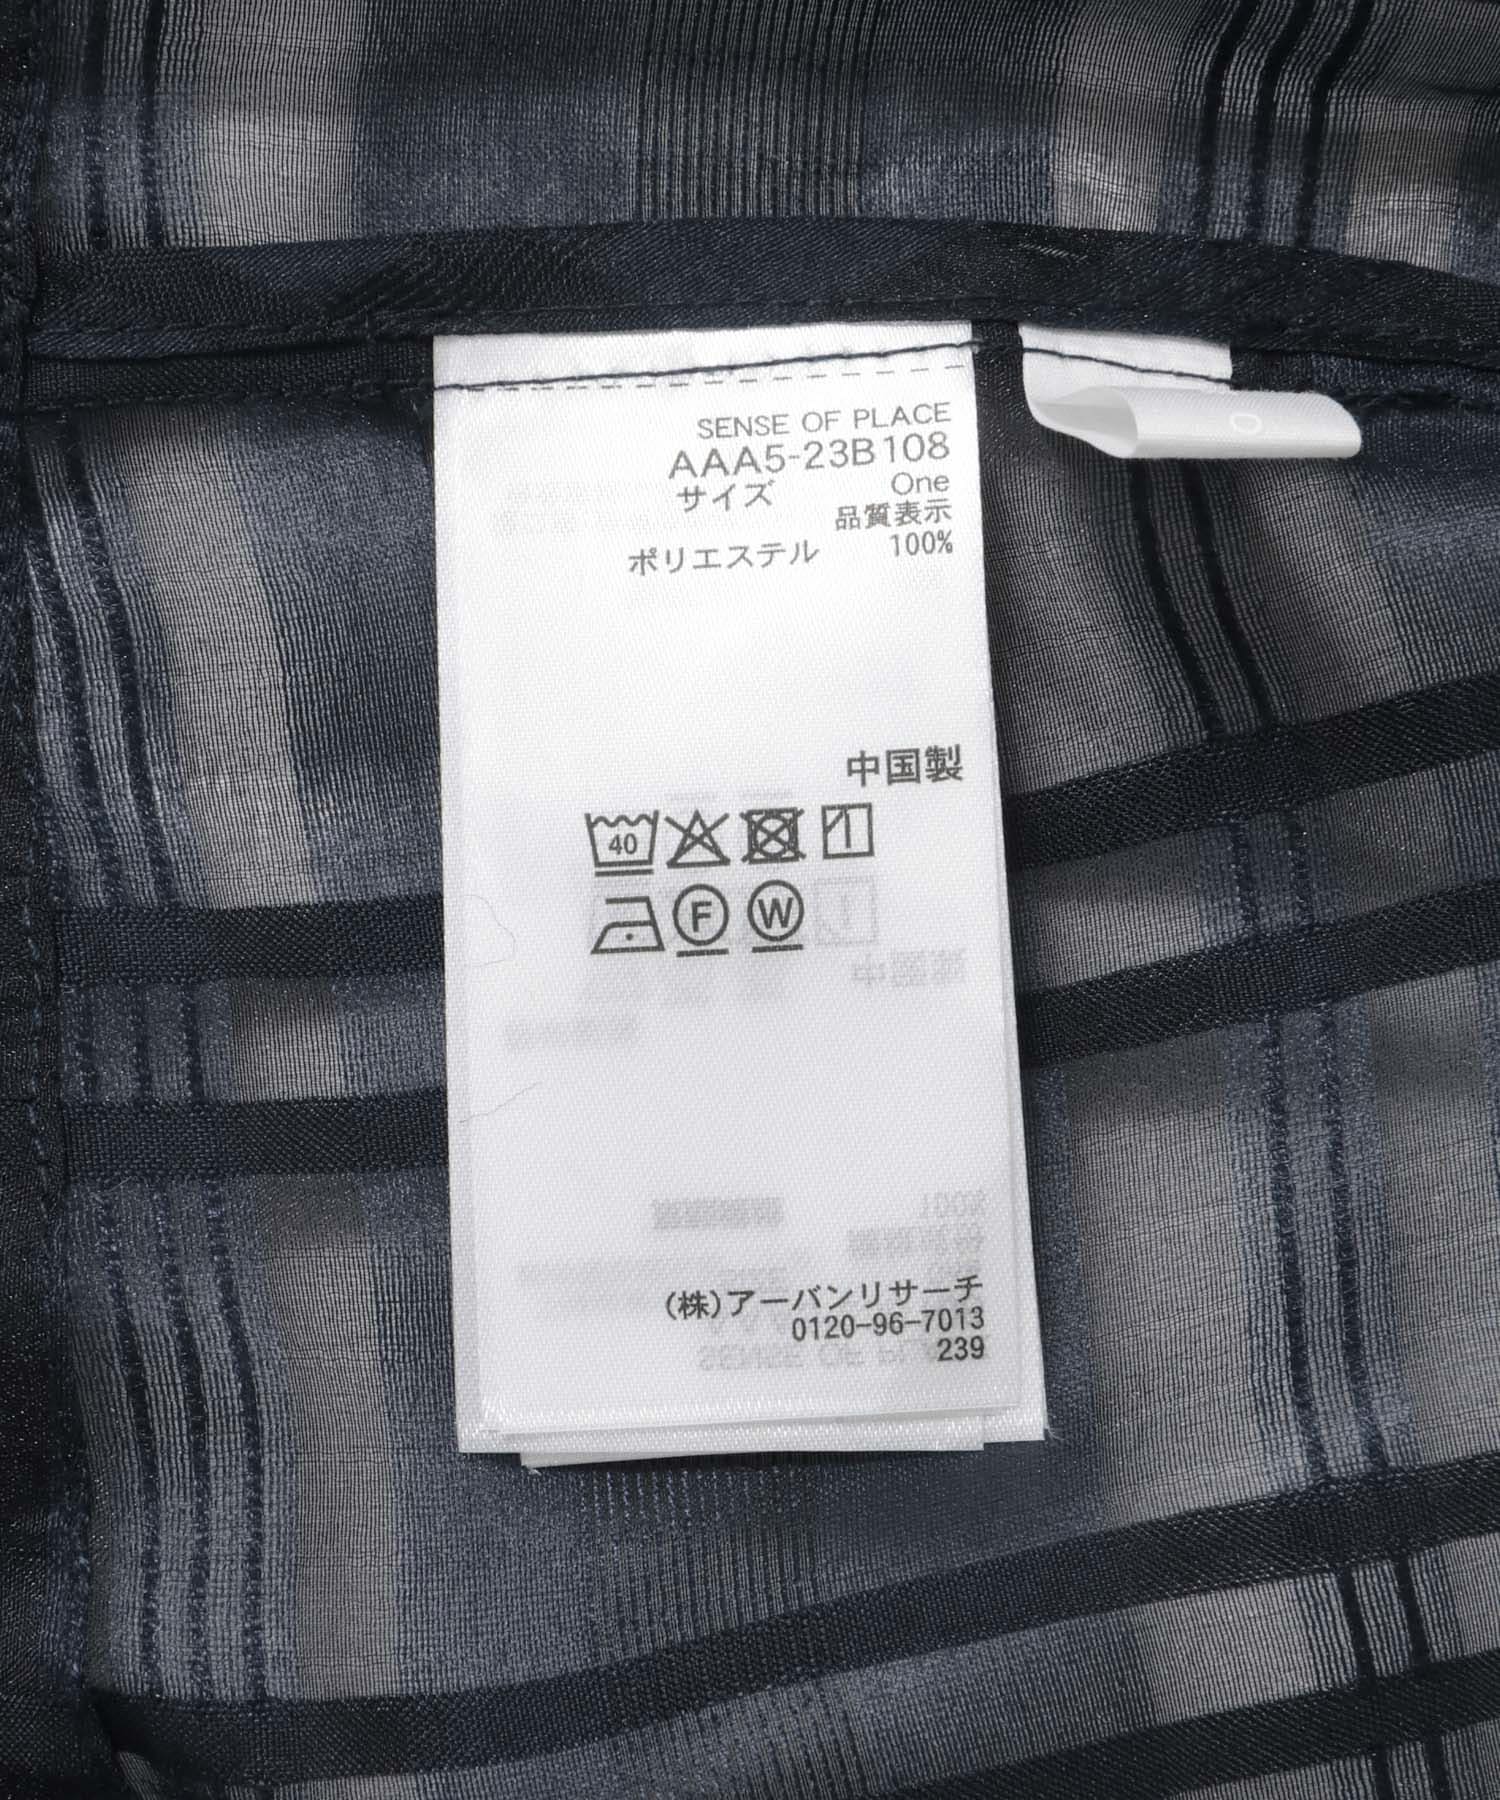 SENSE OF PLACE
AAA5-23B108
サイズ One
品質表示
ポリエステル 100%
中国製
40
F W
(株)アーバンリサーチ
0120-96-7013
239